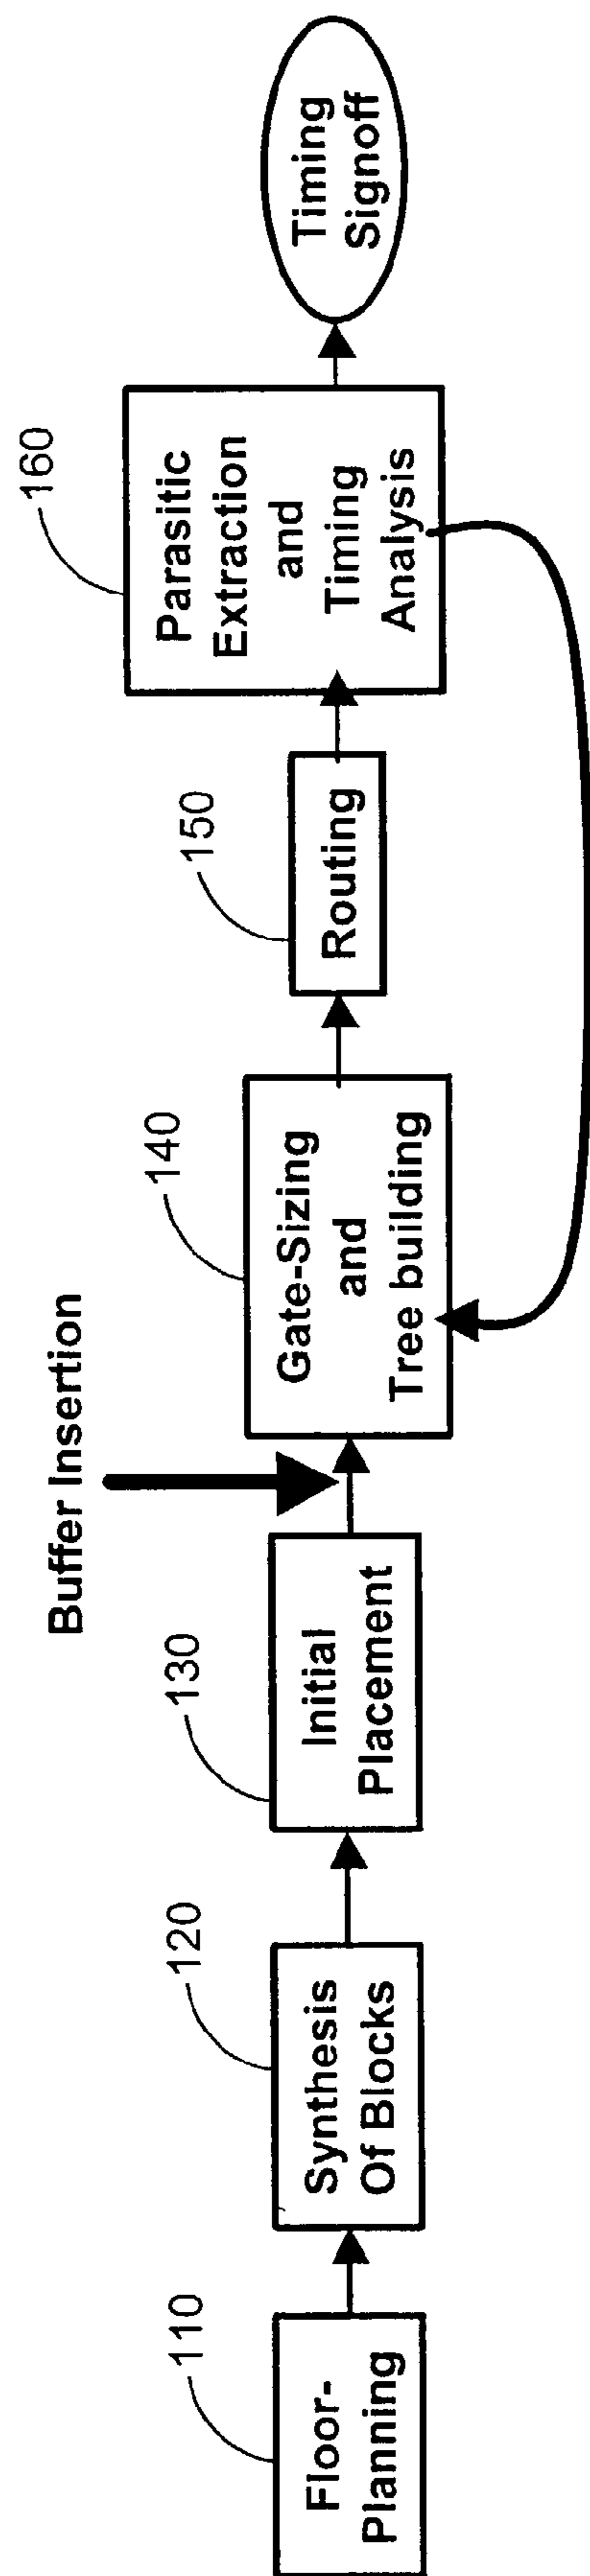 110
Floor-
Planning
120
Synthesis
Of Blocks
130
Initial
Placement
Buffer Insertion
140
Gate-Sizing
and
Tree building
150
Routing
160
Parasitic
Extraction
and
Timing
Analysis
Timing
Signoff